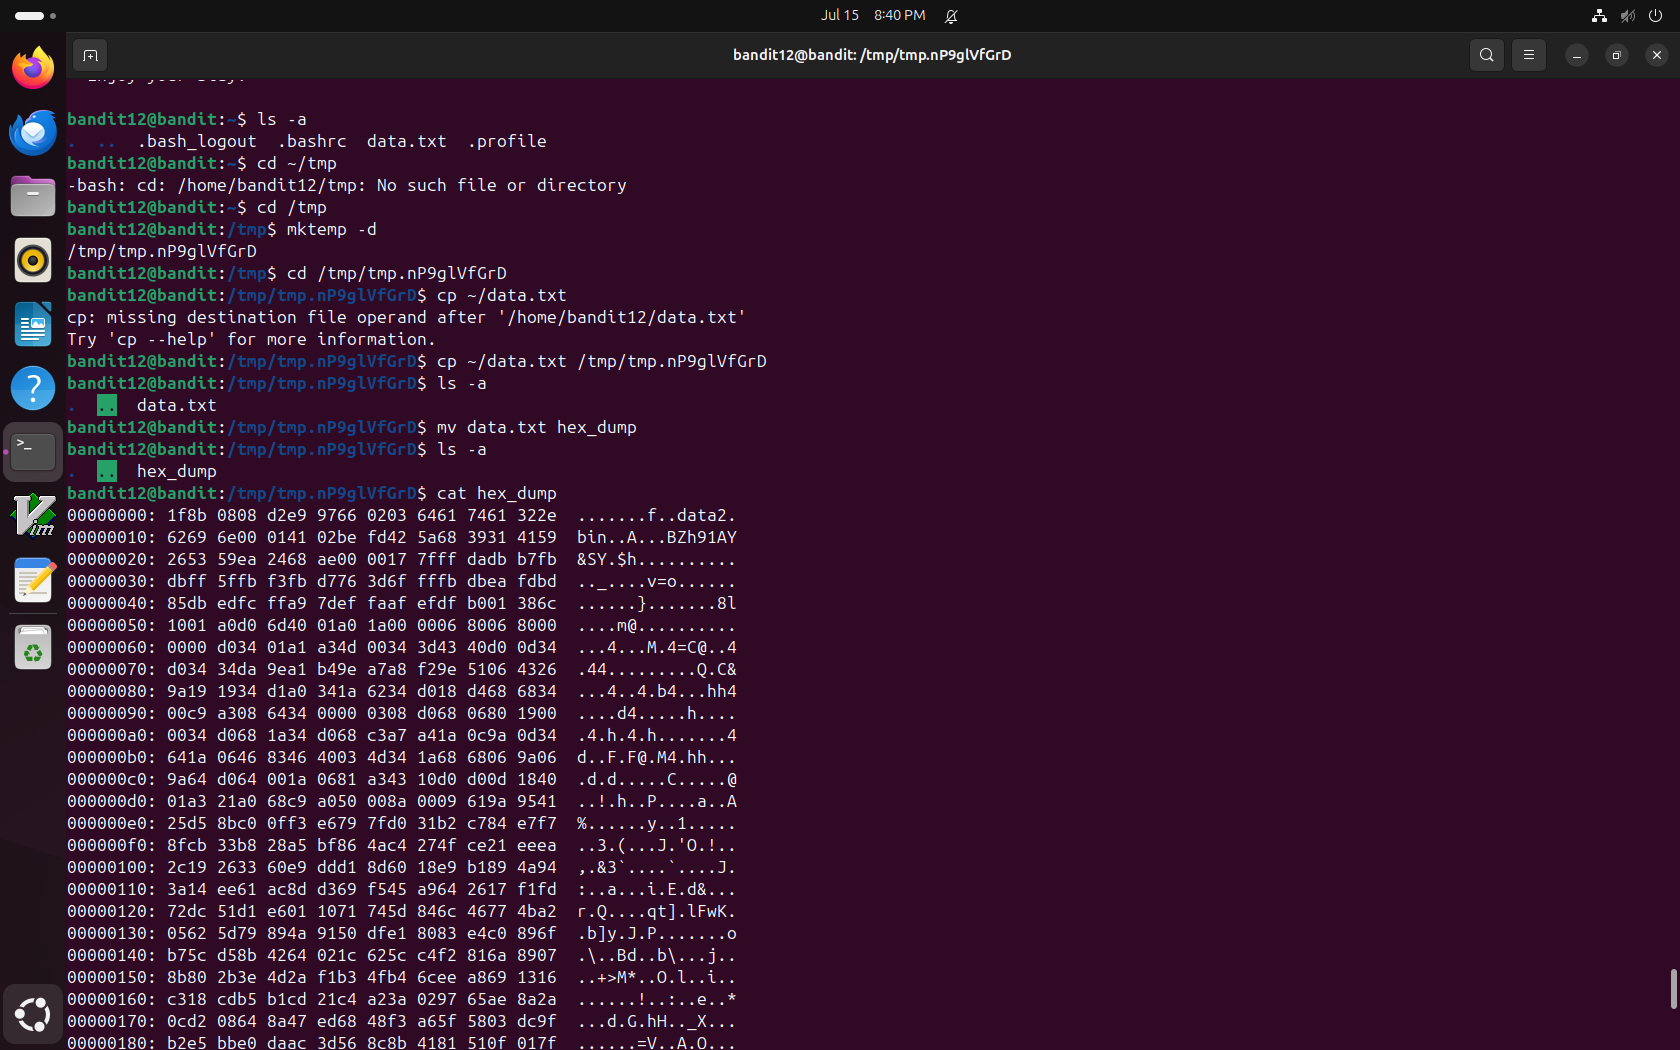 Jul 15 8:40 PM
bandit12@bandit: /tmp/tmp.nP9glVfGrD
Enjoy your stay!
bandit12@bandit:~$ ls -a
. .. .bash_logout .bashrc data.txt .profile
bandit12@bandit:~$ cd ~/tmp
-bash: cd: /home/bandit12/tmp: No such file or directory
bandit12@bandit:~$ cd /tmp
bandit12@bandit:/tmp$ mktemp -d
/tmp/tmp.nP9glVfGrD
bandit12@bandit:/tmp$ cd /tmp/tmp.nP9glVfGrD
bandit12@bandit:/tmp/tmp.nP9glVfGrD$ cp ~/data.txt
cp: missing destination file operand after '/home/bandit12/data.txt'
Try 'cp --help' for more information.
bandit12@bandit:/tmp/tmp.nP9glVfGrD$ cp ~/data.txt /tmp/tmp.nP9glVfGrD
bandit12@bandit:/tmp/tmp.nP9glVfGrD$ ls -a
. .. data.txt
bandit12@bandit:/tmp/tmp.nP9glVfGrD$ mv data.txt hex_dump
bandit12@bandit:/tmp/tmp.nP9glVfGrD$ ls -a
. .. hex_dump
bandit12@bandit:/tmp/tmp.nP9glVfGrD$ cat hex_dump
00000000: 1f8b 0808 d2e9 9766 0203 6461 7461 322e  .......f..data2.
00000010: 6269 6e00 0141 02be fd42 5a68 3931 4159  bin..A...BZh91AY
00000020: 2653 59ea 2468 ae00 0017 7fff dadb b7fb  &SY.$h..........
00000030: dbff 5ffb f3fb d776 3d6f fffb dbea fdbd  .._....v=o......
00000040: 85db edfc ffa9 7def faaf efdf b001 386c  ......}.......8l
00000050: 1001 a0d0 6d40 01a0 1a00 0006 8006 8000  ....m@..........
00000060: 0000 d034 01a1 a34d 0034 3d43 40d0 0d34  ...4...M.4=C@..4
00000070: d034 34da 9ea1 b49e a7a8 f29e 5106 4326  .44.........Q.C&
00000080: 9a19 1934 d1a0 341a 6234 d018 d468 6834  ...4..4.b4...hh4
00000090: 00c9 a308 6434 0000 0308 d068 0680 1900  ....d4.....h....
000000a0: 0034 d068 1a34 d068 c3a7 a41a 0c9a 0d34  .4.h.4.h.......4
000000b0: 641a 0646 8346 4003 4d34 1a68 6806 9a06  d..F.F@.M4.hh...
000000c0: 9a64 d064 001a 0681 a343 10d0 d00d 1840  .d.d.....C.....@
000000d0: 01a3 21a0 68c9 a050 008a 0009 619a 9541  ..!.h..P....a..A
000000e0: 25d5 8bc0 0ff3 e679 7fd0 31b2 c784 e7f7  %......y..1.....
000000f0: 8fcb 33b8 28a5 bf86 4ac4 274f ce21 eeea  ..3.(...J.'O.!..
00000100: 2c19 2633 60e9 ddd1 8d60 18e9 b189 4a94  ,.&3`....`....J.
00000110: 3a14 ee61 ac8d d369 f545 a964 2617 f1fd  :..a...i.E.d&...
00000120: 72dc 51d1 e601 1071 745d 846c 4677 4ba2  r.Q....qt].lFwK.
00000130: 0562 5d79 894a 9150 dfe1 8083 e4c0 896f  .b]y.J.P.......o
00000140: b75c d58b 4264 021c 625c c4f2 816a 8907  .\..Bd..b\...j..
00000150: 8b80 2b3e 4d2a f1b3 4fb4 6cee a869 1316  ..+>M*..O.l..i..
00000160: c318 cdb5 b1cd 21c4 a23a 0297 65ae 8a2a  ......!..:..e..*
00000170: 0cd2 0864 8a47 ed68 48f3 a65f 5803 dc9f  ...d.G.hH.._X...
00000180: b2e5 bbe0 daac 3d56 8c8b 4181 510f 017f  ......=V..A.Q...